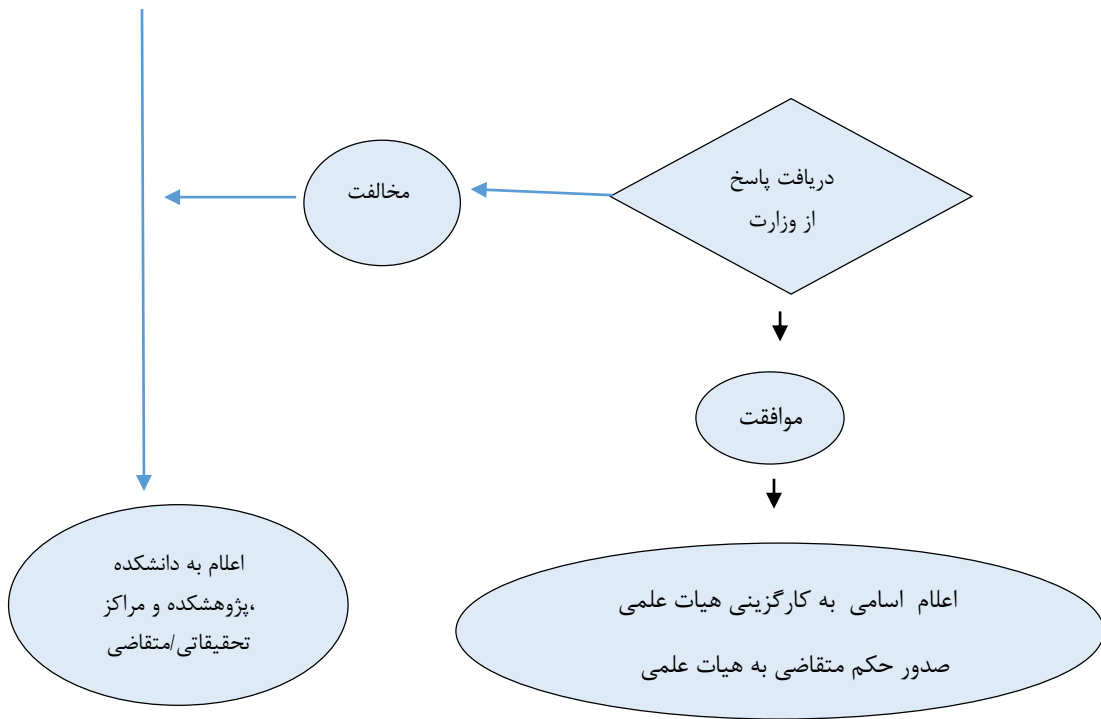 دریافت پاسخ
از وزارت
مخالفت
موافقت
اعلام اسامی به کارگزینی هیات علمی
صدور حکم متقاضی به هیات علمی
اعلام به دانشکده
،پژوهشکده و مراکز
تحقیقاتی/متقاضی